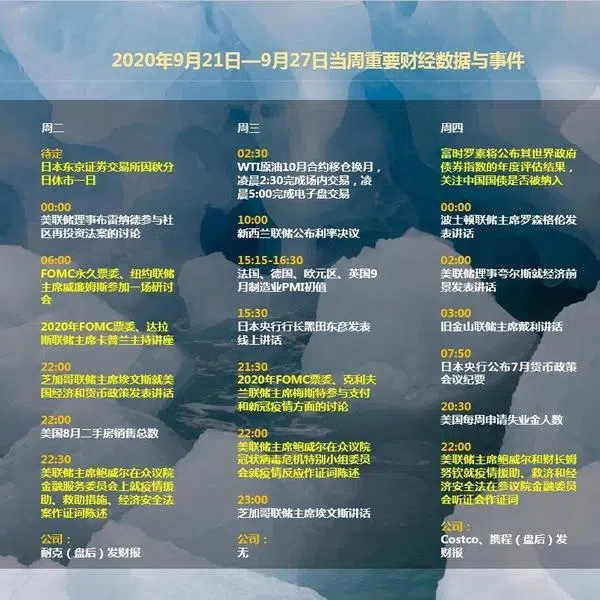 2020年9月21日—9月27日当周重要财经数据与事件
周二
待定
日本东京证券交易所因秋分
日休市一日
00:00
美联储理事布雷纳德参与社
区再投资法案的讨论
06:00
FOMC永久票委、纽约联储
主席威廉姆斯参加一场研讨
会
2020年FOMC票委、达拉
斯联储主席卡普兰主持讲座
22:00
芝加哥联储主席埃文斯就美
国经济和货币政策发表讲话
22:00
美国8月二手房销售总数
22:30
美联储主席鲍威尔在众议院
金融服务委员会上就疫情援
助、救助措施、经济安全法
案作证词陈述
公司：
耐克（盘后）发财报
周三
02:30
WTI原油10月合约移仓换月，
凌晨2:30完成场内交易，凌
晨5:00完成电子盘交易
10:00
新西兰联储公布利率决议
15:15-16:30
法国、德国、欧元区、英国9
月制造业PMI初值
15:30
日本央行行长黑田东彦发表
线上讲话
21:30
2020年FOMC票委、克利夫
兰联储主席梅斯特参与支付
和新冠疫情方面的讨论
22:00
美联储主席鲍威尔在众议院
冠状病毒危机特别小组委员
会就疫情反应作证词陈述
23:00
芝加哥联储主席埃文斯讲话
公司：
无
周四
富时罗素将公布其世界政府
债券指数的年度评估结果，
关注中国国债是否被纳入
00:00
波士顿联储主席罗森格伦发
表讲话
02:00
美联储理事夸尔斯就经济前
景发表讲话
03:00
旧金山联储主席戴利讲话
07:50
日本央行公布7月货币政策
会议纪要
20:30
美国每周申请失业金人数
22:00
美联储主席鲍威尔和财长姆
努钦就疫情援助、救济和经
济安全法在参议院金融委员
会听证会作证词
公司：
Costco、携程（盘后）发
财报